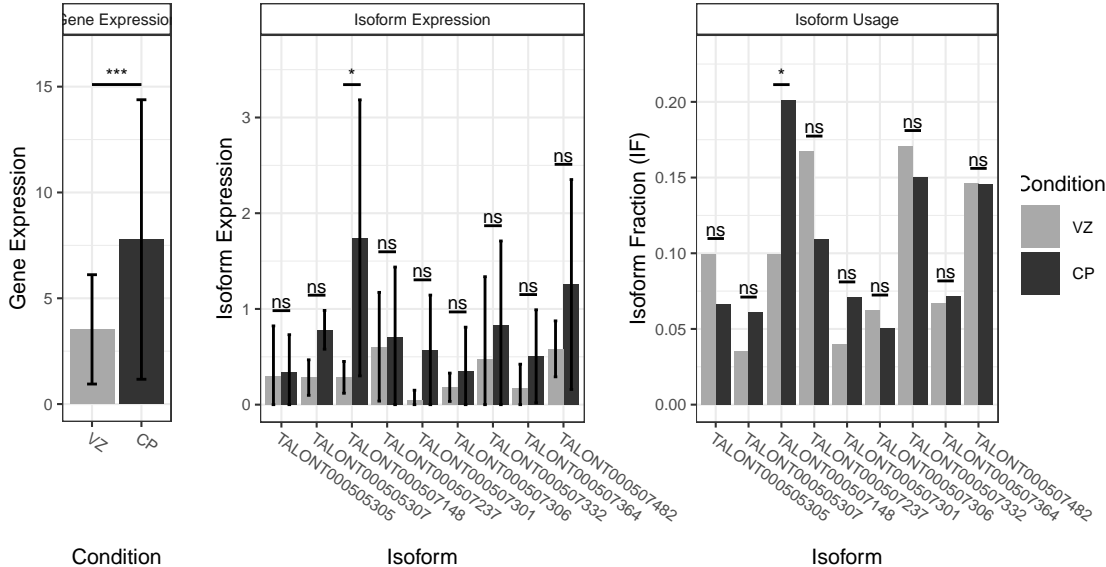 Gene Expression
Isoform Expression
Isoform Usage
Gene Expression
15
10
5
0
***
VZ
CP
Condition
Isoform Expression
3
2
1
0
ns
ns
*
ns
ns
ns
ns
ns
ns
TALONT000505305
TALONT000505307
TALONT000507148
TALONT000507237
TALONT000507301
TALONT000507306
TALONT000507332
TALONT000507364
TALONT000507482
Isoform
Isoform Fraction (IF)
0.20
0.15
0.10
0.05
0.00
ns
ns
*
ns
ns
ns
ns
ns
ns
TALONT000505305
TALONT000505307
TALONT000507148
TALONT000507237
TALONT000507301
TALONT000507306
TALONT000507332
TALONT000507364
TALONT000507482
Isoform
Condition
VZ
CP